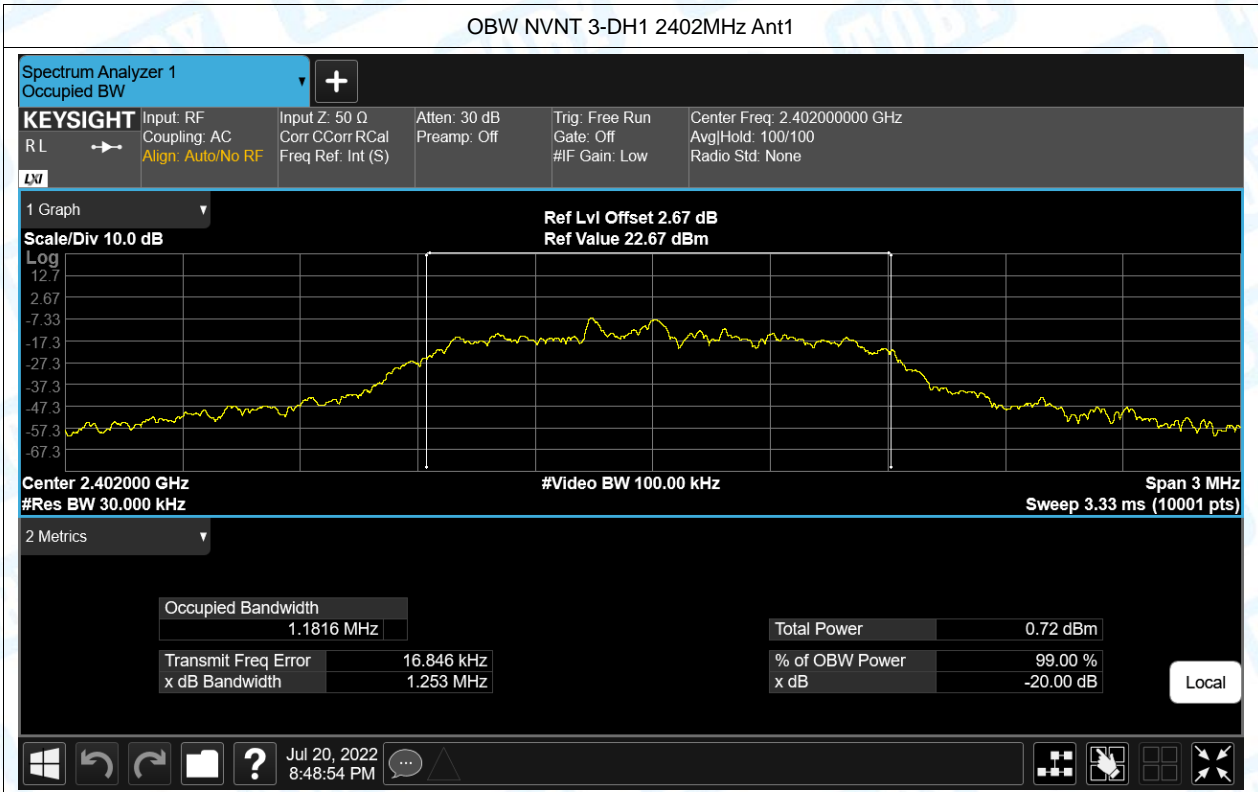 OBW NVNT 3-DH1 2402MHz Ant1
Spectrum Analyzer 1
Occupied BW
KEYSIGHT
RL
LXI
Input: RF
Coupling: AC
Align: Auto/No RF
Input Z: 50 Ω
Corr CCorr RCal
Freq Ref: Int (S)
Atten: 30 dB
Preamp: Off
Trig: Free Run
Gate: Off
#IF Gain: Low
Center Freq: 2.402000000 GHz
Avg|Hold: 100/100
Radio Std: None
1 Graph
Scale/Div 10.0 dB
Ref Lvl Offset 2.67 dB
Ref Value 22.67 dBm
Log
12.7
2.67
-7.33
-17.3
-27.3
-37.3
-47.3
-57.3
-67.3
Center 2.402000 GHz
#Video BW 100.00 kHz
Span 3 MHz
#Res BW 30.000 kHz
Sweep 3.33 ms (10001 pts)
2 Metrics
Occupied Bandwidth
1.1816 MHz
Total Power 0.72 dBm
Transmit Freq Error 16.846 kHz
% of OBW Power 99.00 %
x dB Bandwidth 1.253 MHz
x dB -20.00 dB
Local
?
Jul 20, 2022
8:48:54 PM